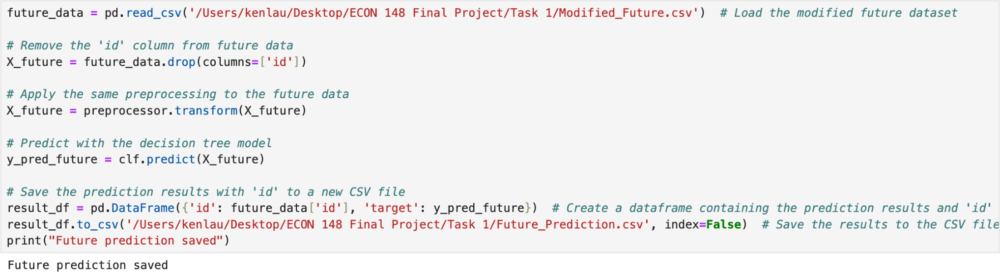 future_data = pd.read_csv('/Users/kenlau/Desktop/ECON 148 Final Project/Task 1/Modified_Future.csv')  # Load the modified future dataset
# Remove the 'id' column from future data
X_future = future_data.drop(columns=['id'])
# Apply the same preprocessing to the future data
X_future = preprocessor.transform(X_future)
# Predict with the decision tree model
y_pred_future = clf.predict(X_future)
# Save the prediction results with 'id' to a new CSV file
result_df = pd.DataFrame({'id': future_data['id'], 'target': y_pred_future})  # Create a dataframe containing the prediction results and 'id'
result_df.to_csv('/Users/kenlau/Desktop/ECON 148 Final Project/Task 1/Future_Prediction.csv', index=False)  # Save the results to the CSV file
print("Future prediction saved")
Future prediction saved